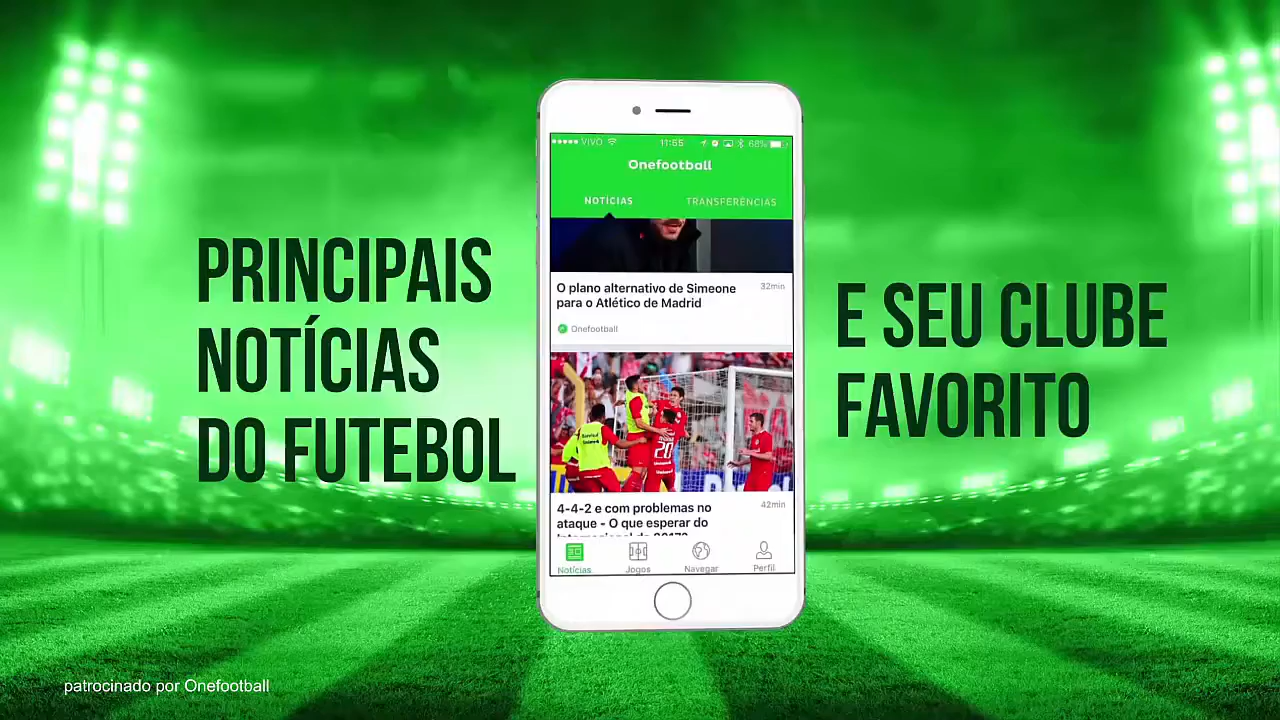 PRINCIPAIS
NOTÍCIAS
DO FUTEBOL
VIVO 11:55 68%
Onefootball
NOTÍCIAS TRANSFERÊNCIAS
O plano alternativo de Simeone 32min
para o Atlético de Madrid
Onefootball
20
4-4-2 e com problemas no 42min
ataque - O que esperar do
Notícias Jogos Navegar Perfil
E SEU CLUBE
FAVORITO
patrocinado por Onefootball